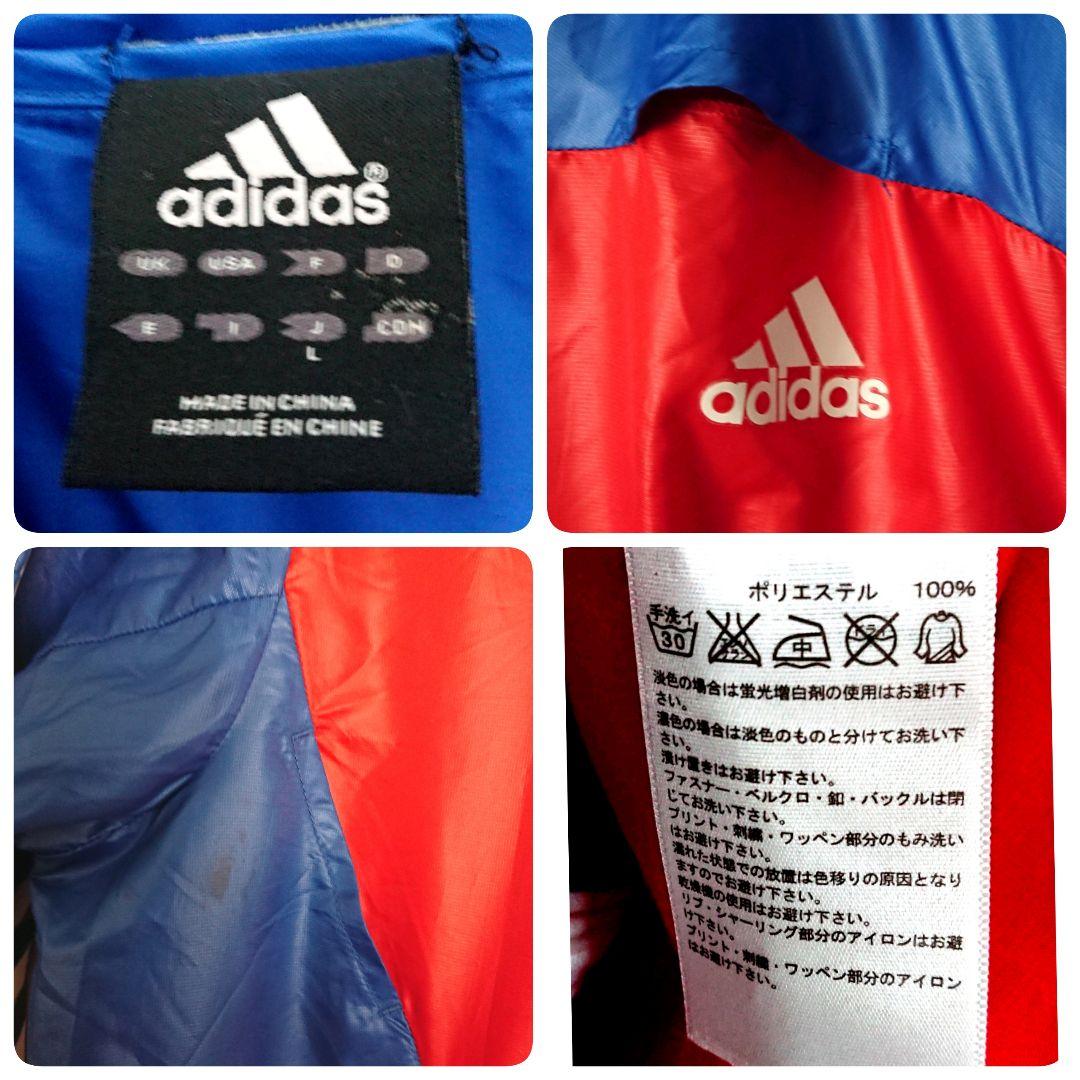 adidas®
UK USA F D
E I J CDN
L
MADE IN CHINA
FABRIQUÉ EN CHINE
adidas
ポリエステル 100%
手洗イ
30
中
淡色の場合は蛍光増白剤の使用はお避け下
さい。
濃色の場合は淡色のものと分けてお洗い下
さい。
漬け置きはお避け下さい。
ファスナー・ベルクロ・釦・バックルは閉
じてお洗い下さい。
プリント・刺繍・ワッペン部分のもみ洗い
はお避け下さい。
濡れた状態での放置は色移りの原因となり
ますのでお避け下さい。
乾燥機の使用はお避け下さい。
リブ・シャーリング部分のアイロンはお避
け下さい。
プリント・刺繍・ワッペン部分のアイロン
はお避け下さい。